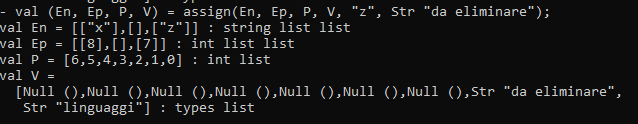 - val (En, Ep, P, V) = assign(En, Ep, P, V, "z", Str "da eliminare");
val En = [["x"],[],["z"]] : string list list
val Ep = [[8],[],[7]] : int list list
val P = [6,5,4,3,2,1,0] : int list
val V =
[Null (),Null (),Null (),Null (),Null (),Null (),Null (),Str "da eliminare",
Str "linguaggi"] : types list